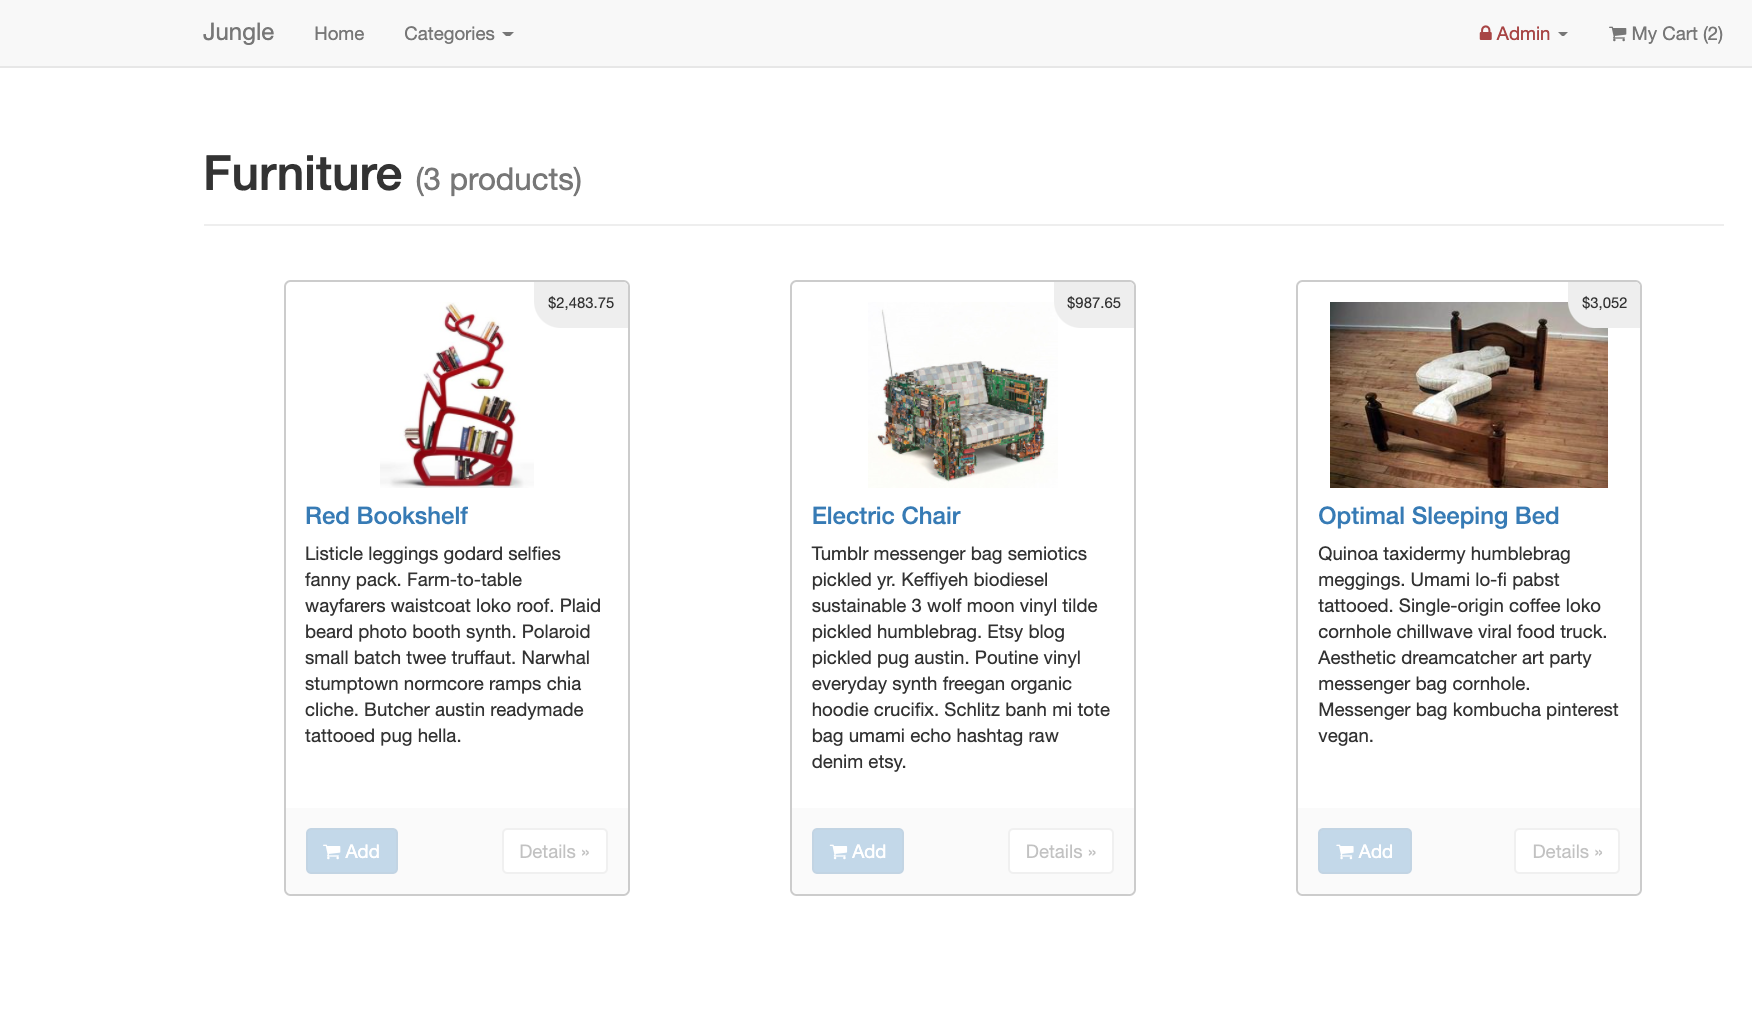 Jungle Home Categories Admin My Cart (2)
Furniture (3 products)
$2,483.75
Red Bookshelf
Listicle leggings godard selfies
fanny pack. Farm-to-table
wayfarers waistcoat loko roof. Plaid
beard photo booth synth. Polaroid
small batch twee truffaut. Narwhal
stumptown normcore ramps chia
cliche. Butcher austin readymade
tattooed pug hella.
Add Details »
$987.65
Electric Chair
Tumblr messenger bag semiotics
pickled yr. Keffiyeh biodiesel
sustainable 3 wolf moon vinyl tilde
pickled humblebrag. Etsy blog
pickled pug austin. Poutine vinyl
everyday synth freegan organic
hoodie crucifix. Schlitz banh mi tote
bag umami echo hashtag raw
denim etsy.
Add Details »
$3,052
Optimal Sleeping Bed
Quinoa taxidermy humblebrag
meggings. Umami lo-fi pabst
tattooed. Single-origin coffee loko
cornhole chillwave viral food truck.
Aesthetic dreamcatcher art party
messenger bag cornhole.
Messenger bag kombucha pinterest
vegan.
Add Details »